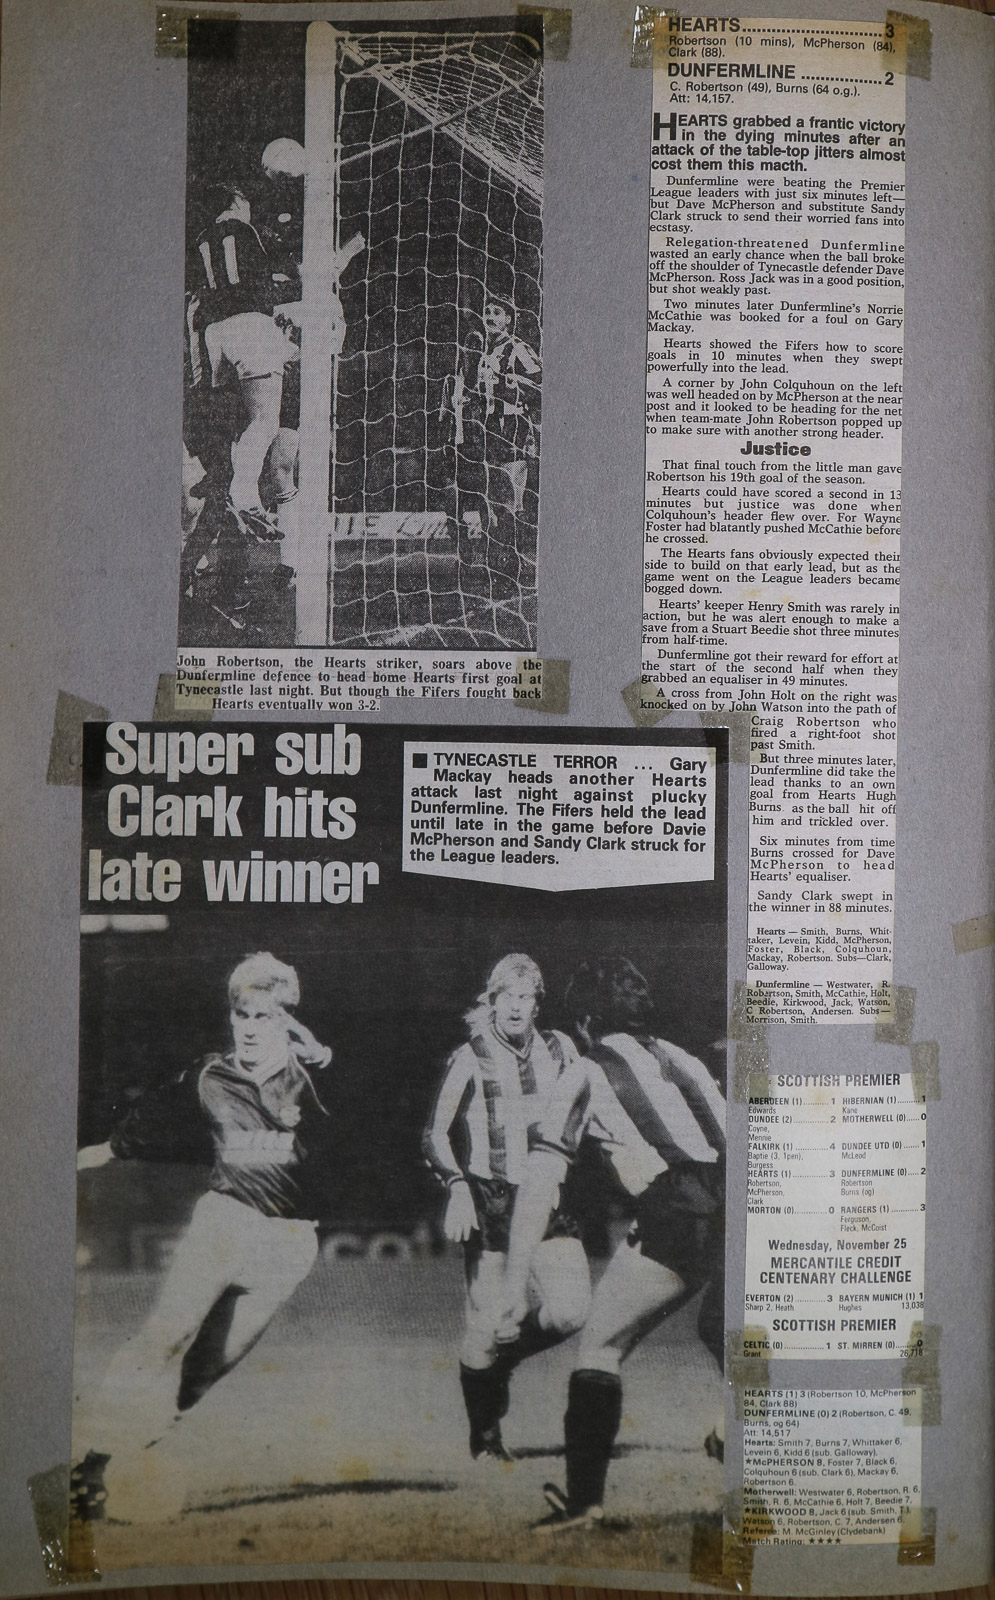 John Robertson, the Hearts striker, soars above the
Dunfermline defence to head home Hearts first goal at
Tynecastle last night. But though the Fifers fought back
Hearts eventually won 3-2.
Super sub
Clark hits
late winner
■ TYNECASTLE TERROR ... Gary
Mackay heads another Hearts
attack last night against plucky
Dunfermline. The Fifers held the lead
until late in the game before Davie
McPherson and Sandy Clark struck for
the League leaders.
HEARTS..............................3
Robertson (10 mins), McPherson (84),
Clark (88).
DUNFERMLINE ................2
C. Robertson (49), Burns (64 o.g.).
Att: 14,157.
HEARTS grabbed a frantic victory
in the dying minutes after an
attack of the table-top jitters almost
cost them this macth.
Dunfermline were beating the Premier
League leaders with just six minutes left—
but Dave McPherson and substitute Sandy
Clark struck to send their worried fans into
ecstasy.
Relegation-threatened Dunfermline
wasted an early chance when the ball broke
off the shoulder of Tynecastle defender Dave
McPherson. Ross Jack was in a good position,
but shot weakly past.
Two minutes later Dunfermline's Norrie
McCathie was booked for a foul on Gary
Mackay.
Hearts showed the Fifers how to score
goals in 10 minutes when they swept
powerfully into the lead.
A corner by John Colquhoun on the left
was well headed on by McPherson at the near
post and it looked to be heading for the net
when team-mate John Robertson popped up
to make sure with another strong header.
Justice
That final touch from the little man gave
Robertson his 19th goal of the season.
Hearts could have scored a second in 13
minutes but justice was done when
Colquhoun's header flew over. For Wayne
Foster had blatantly pushed McCathie before
he crossed.
The Hearts fans obviously expected their
side to build on that early lead, but as the
game went on the League leaders became
bogged down.
Hearts' keeper Henry Smith was rarely in
action, but he was alert enough to make a
save from a Stuart Beedie shot three minutes
from half-time.
Dunfermline got their reward for effort at
the start of the second half when they
grabbed an equaliser in 49 minutes.
A cross from John Holt on the right was
knocked on by John Watson into the path of
Craig Robertson who
fired a right-foot shot
past Smith.
But three minutes later,
Dunfermline did take the
lead thanks to an own
goal from Hearts Hugh
Burns as the ball hit off
him and trickled over.
Six minutes from time
Burns crossed for Dave
McPherson to head
Hearts' equaliser.
Sandy Clark swept in
the winner in 88 minutes.
Hearts — Smith, Burns, Whit-
taker, Levein, Kidd, McPherson,
Foster, Black, Colquhoun,
Mackay, Robertson. Subs—Clark,
Galloway.
Dunfermline — Westwater, R.
Robertson, Smith, McCathie, Holt,
Beedie, Kirkwood, Jack, Watson,
C Robertson, Andersen. Subs—
Morrison, Smith.
SCOTTISH PREMIER
ABERDEEN (1)..........1 HIBERNIAN (1)..........1
Edwards Kane
DUNDEE (2)..........2 MOTHERWELL (0)......0
Coyne,
Mennie
FALKIRK (1)..........4 DUNDEE UTD (0).......1
Baptie (3, 1pen), McLeod
Burgess
HEARTS (1)..........3 DUNFERMLINE (0)....2
Robertson, Robertson
McPherson, Burns (og)
Clark
MORTON (0)..........0 RANGERS (1)..........3
Ferguson,
Fleck, McCoist
Wednesday, November 25
MERCANTILE CREDIT
CENTENARY CHALLENGE
EVERTON (2)..........3 BAYERN MUNICH (1) 1
Sharp 2, Heath Hughes 13,038
SCOTTISH PREMIER
CELTIC (0)..........1 ST. MIRREN (0)..........0
Grant 26,718
HEARTS (1) 3 (Robertson 10, McPherson
84, Clark 88)
DUNFERMLINE (0) 2 (Robertson, C. 49,
Burns, og 64)
Att: 14,517
Hearts: Smith 7, Burns 7, Whittaker 6,
Levein 6, Kidd 6 (sub. Galloway),
★McPHERSON 8, Foster 7, Black 6,
Colquhoun 6 (sub. Clark 6), Mackay 6,
Robertson 6.
Motherwell: Westwater 6, Robertson, R. 6,
Smith, R. 6, McCathie 6, Holt 7, Beedie 7,
★KIRKWOOD 8, Jack 6 (sub. Smith, T.),
Watson 6, Robertson, C. 7, Andersen 6.
Referee: M. McGinley (Clydebank)
Match Rating: ★★★★